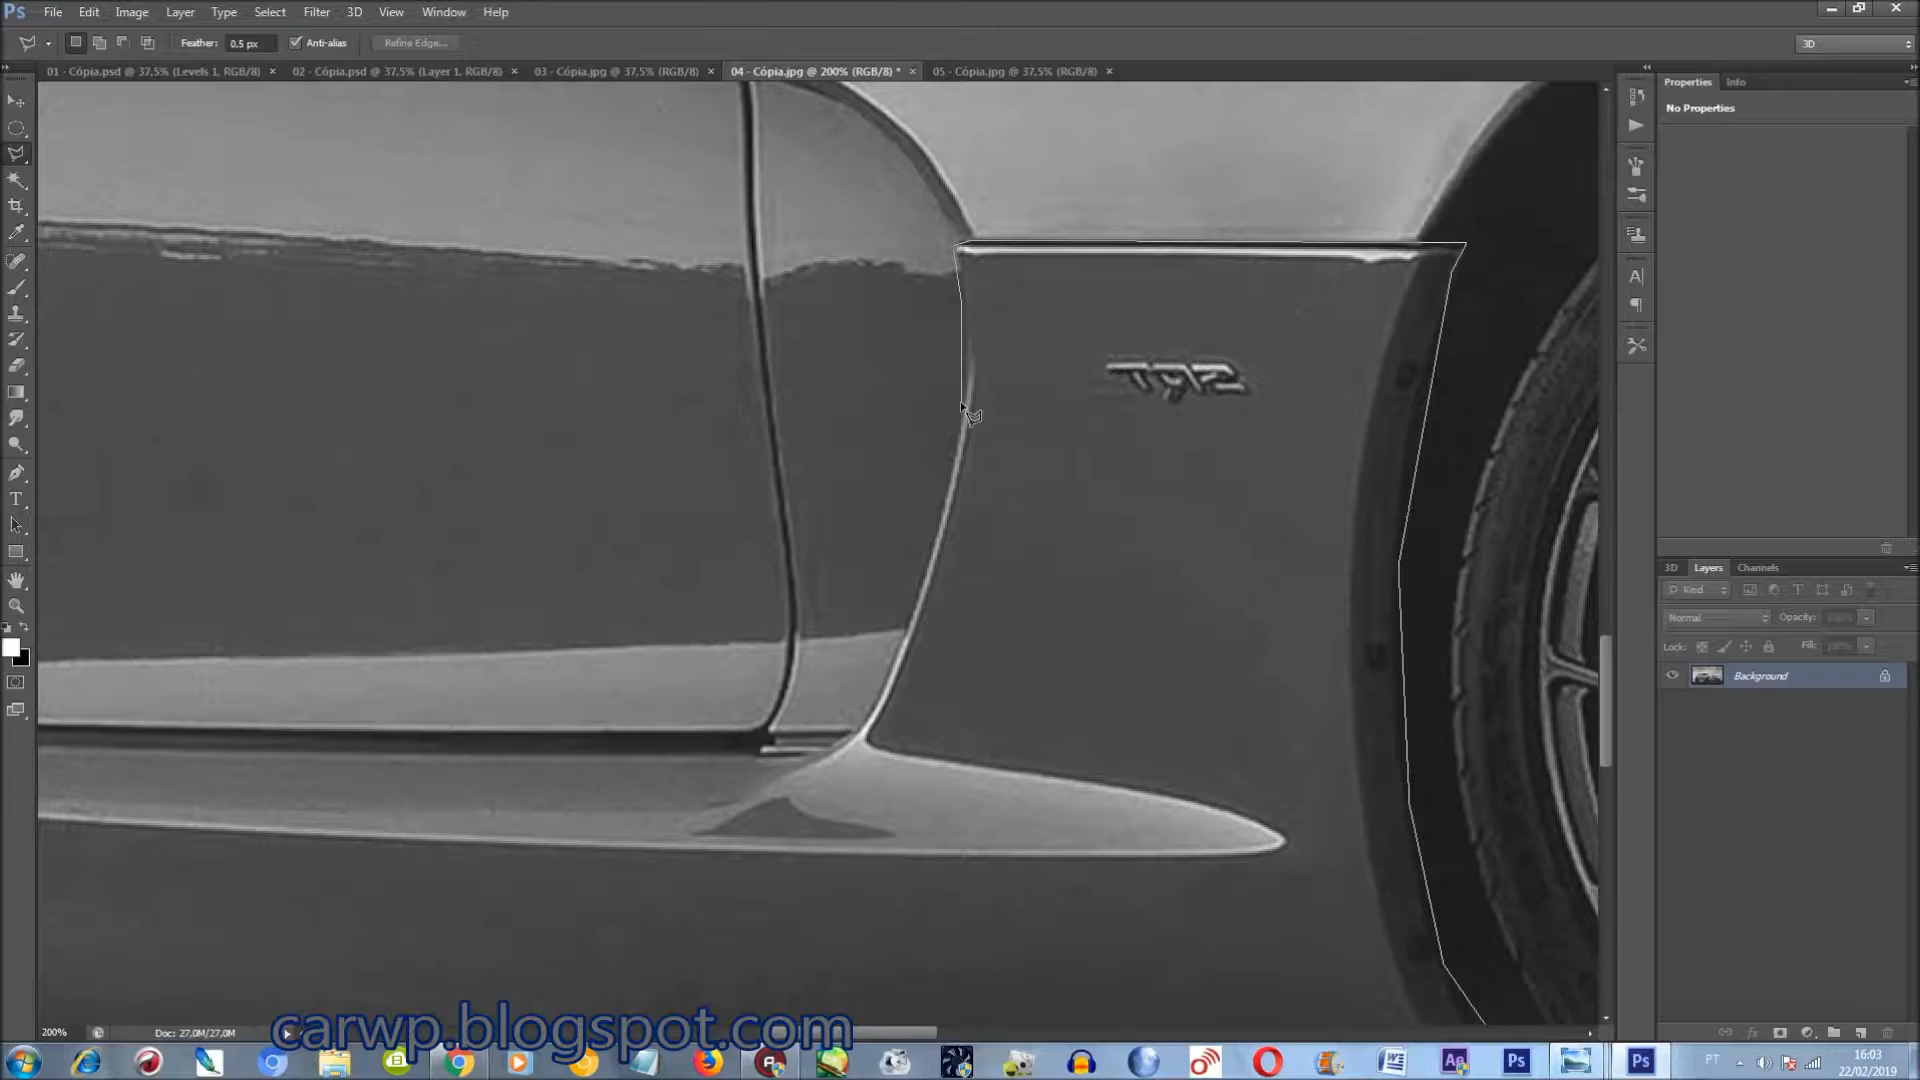 Ps File Edit Image Layer Type Select Filter 3D View Window Help
Feather: 0,5 px Anti-alias Refine Edge... 3D
01 - Cópia.psd @ 37,5% (Levels 1, RGB/8) × 02 - Cópia.psd @ 37,5% (Layer 1, RGB/8) × 03 - Cópia.jpg @ 37,5% (RGB/8) × 04 - Cópia.jpg @ 200% (RGB/8) * × 05 - Cópia.jpg @ 37,5% (RGB/8) ×
Properties Info
No Properties
3D Layers Channels
Kind
Normal Opacity:
Lock: Fill:
Background
200% Doc: 27,0M/27,0M
carwp.blogspot.com
PT 16:03
22/02/2019